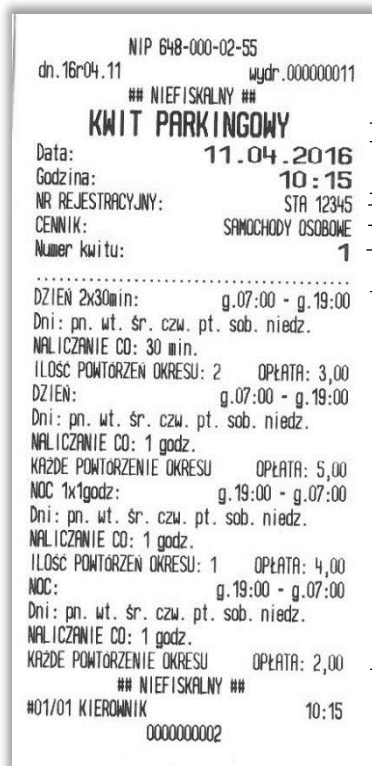 NIP 648-000-02-55
dn.16r04.11 wydr.000000011
## NIEFISKALNY ##
KWIT PARKINGOWY
Data: 11.04.2016
Godzina: 10:15
NR REJESTRACYJNY: STA 12345
CENNIK: SAMOCHODY OSOBOWE
Numer kwitu: 1
........................................
DZIEŃ 2x30min: g.07:00 - g.19:00
Dni: pn. wt. śr. czw. pt. sob. niedz.
NALICZANIE CO: 30 min.
ILOŚĆ POWTÓRZEŃ OKRESU: 2 OPŁATA: 3,00
DZIEŃ: g.07:00 - g.19:00
Dni: pn. wt. śr. czw. pt. sob. niedz.
NALICZANIE CO: 1 godz.
KAŻDE POWTÓRZENIE OKRESU OPŁATA: 5,00
NOC 1x1godz: g.19:00 - g.07:00
Dni: pn. wt. śr. czw. pt. sob. niedz.
NALICZANIE CO: 1 godz.
ILOŚĆ POWTÓRZEŃ OKRESU: 1 OPŁATA: 4,00
NOC: g.19:00 - g.07:00
Dni: pn. wt. śr. czw. pt. sob. niedz.
NALICZANIE CO: 1 godz.
KAŻDE POWTÓRZENIE OKRESU OPŁATA: 2,00
## NIEFISKALNY ##
#01/01 KIEROWNIK 10:15
0000000002